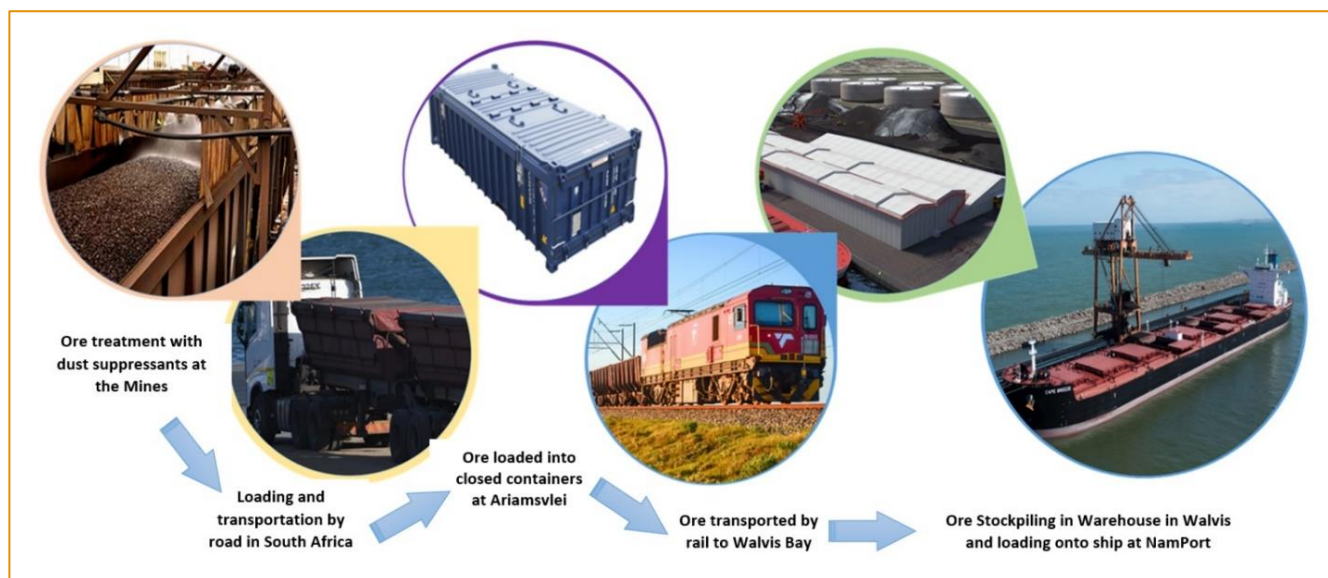 Ore treatment with
dust suppressants at
the Mines
Loading and
transportation by
road in South Africa
Ore loaded into
closed containers
at Ariamsvlei
Ore transported by
rail to Walvis Bay
Ore Stockpiling in Warehouse in Walvis
and loading onto ship at NamPort